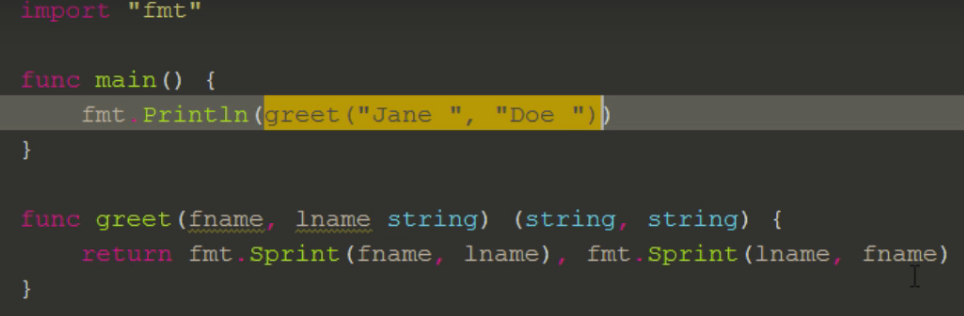 import "fmt"
func main() {
    fmt.Println(greet("Jane ", "Doe "))
}
func greet(fname, lname string) (string, string) {
    return fmt.Sprint(fname, lname), fmt.Sprint(lname, fname)
}